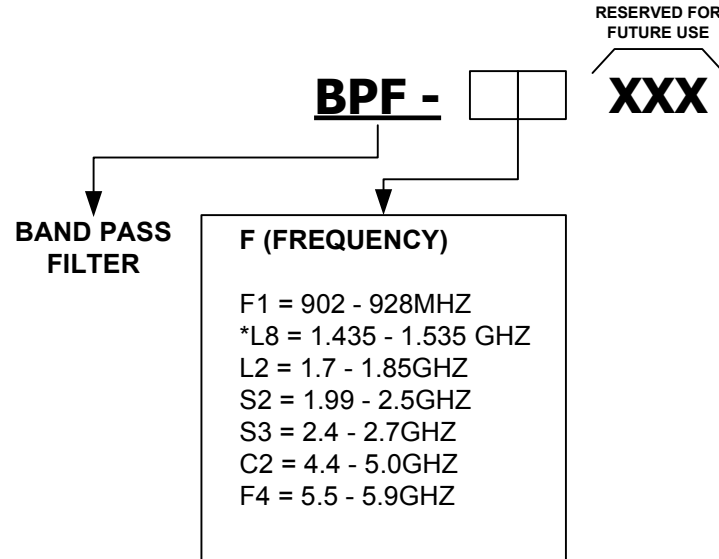 RESERVED FOR
FUTURE USE
BPF - XXX
BAND PASS
FILTER
F (FREQUENCY)
F1 = 902 - 928MHZ
*L8 = 1.435 - 1.535 GHZ
L2 = 1.7 - 1.85GHZ
S2 = 1.99 - 2.5GHZ
S3 = 2.4 - 2.7GHZ
C2 = 4.4 - 5.0GHZ
F4 = 5.5 - 5.9GHZ